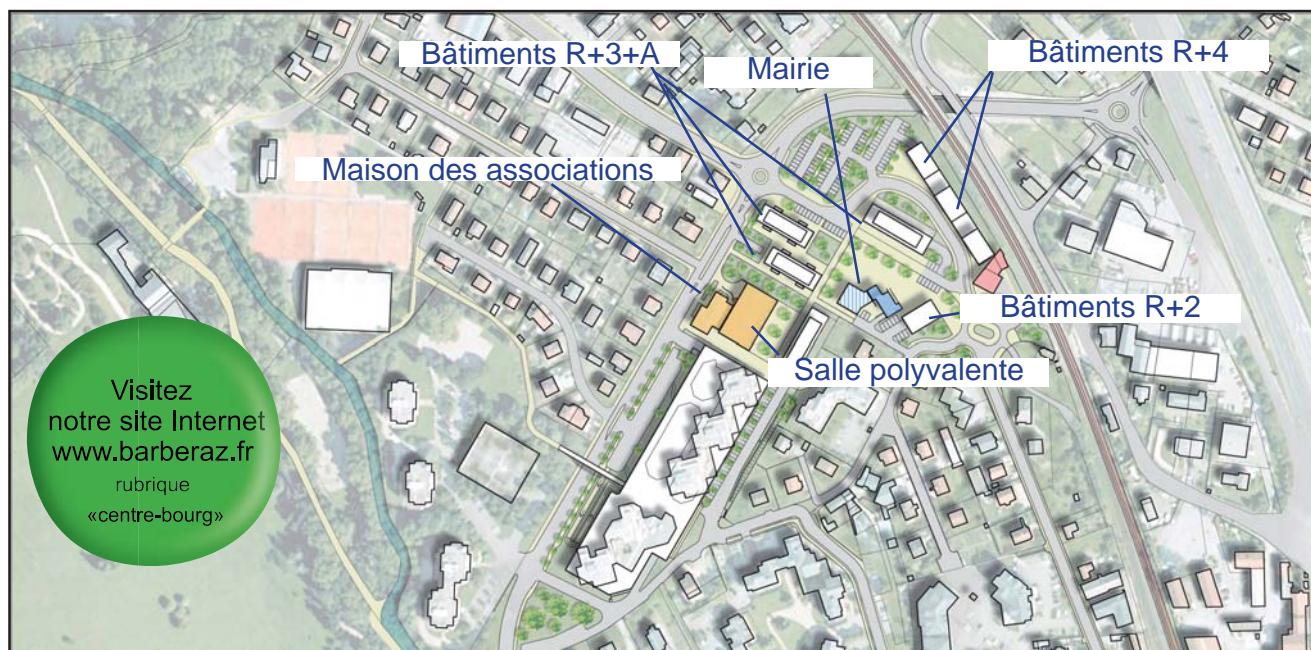 Bâtiments R+3+A
Mairie
Bâtiments R+4
Maison des associations
Bâtiments R+2
Salle polyvalente
Visitez
notre site Internet
www.barberaz.fr
rubrique
«centre-bourg»